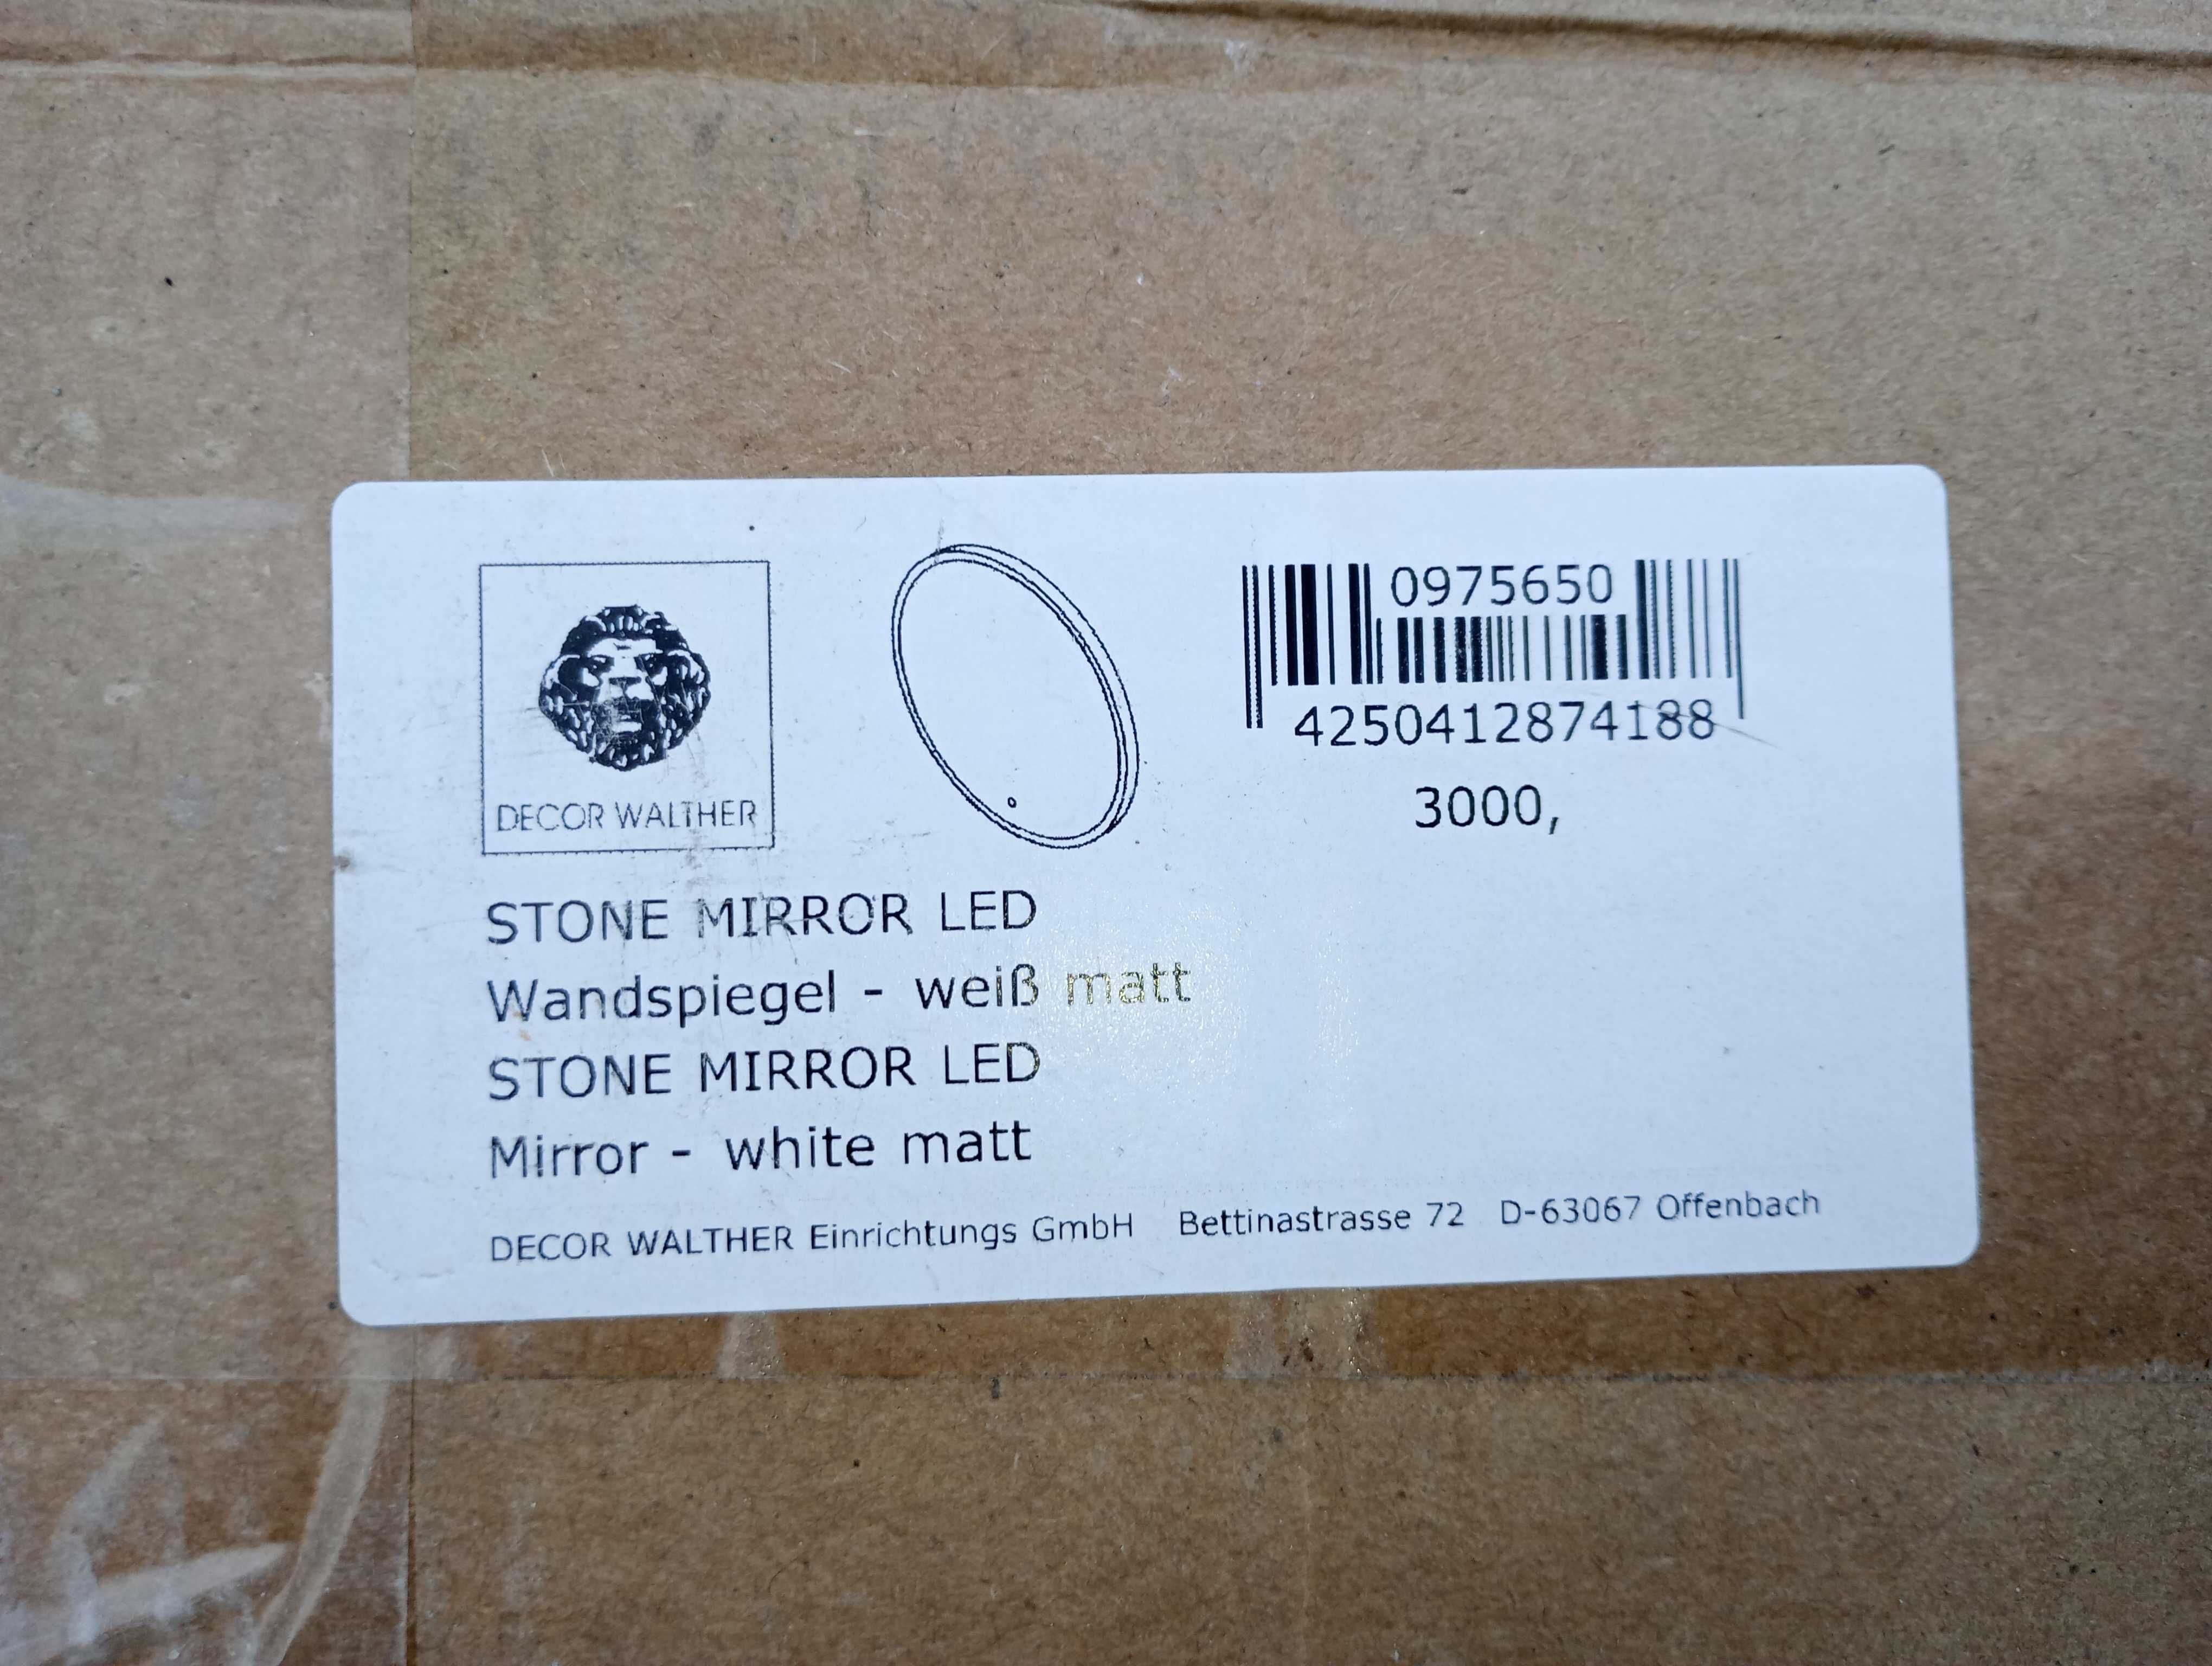 DECOR WALTHER
0975650
4250412874188
3000,
STONE MIRROR LED
Wandspiegel - weiß matt
STONE MIRROR LED
Mirror - white matt
DECOR WALTHER Einrichtungs GmbH Bettinastrasse 72 D-63067 Offenbach